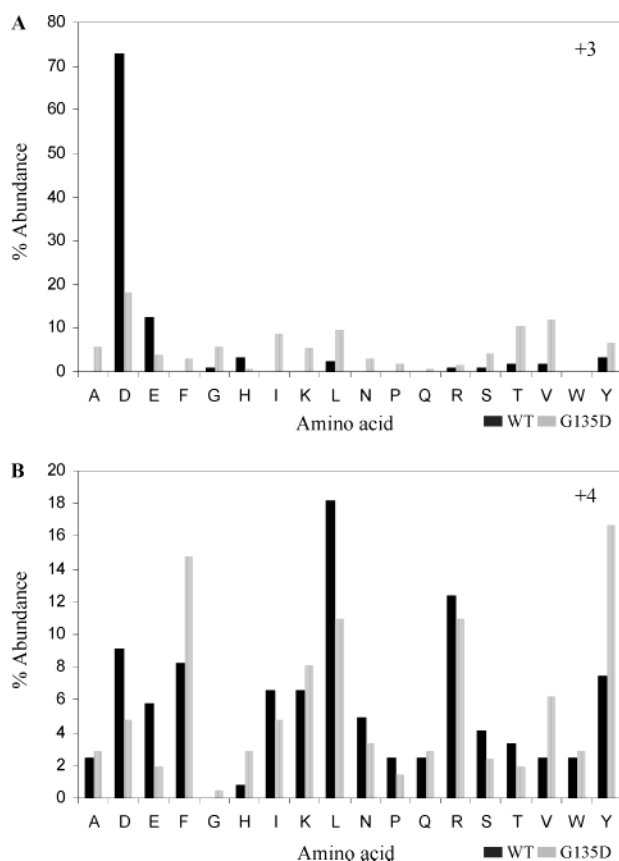 A
80
70
60
50
40
30
20
10
0
% Abundance
+3
A D E F G H I K L N P Q R S T V W Y
Amino acid
WT G135D
B
20
18
16
14
12
10
8
6
4
2
0
% Abundance
+4
A D E F G H I K L N P Q R S T V W Y
Amino acid
WT G135D